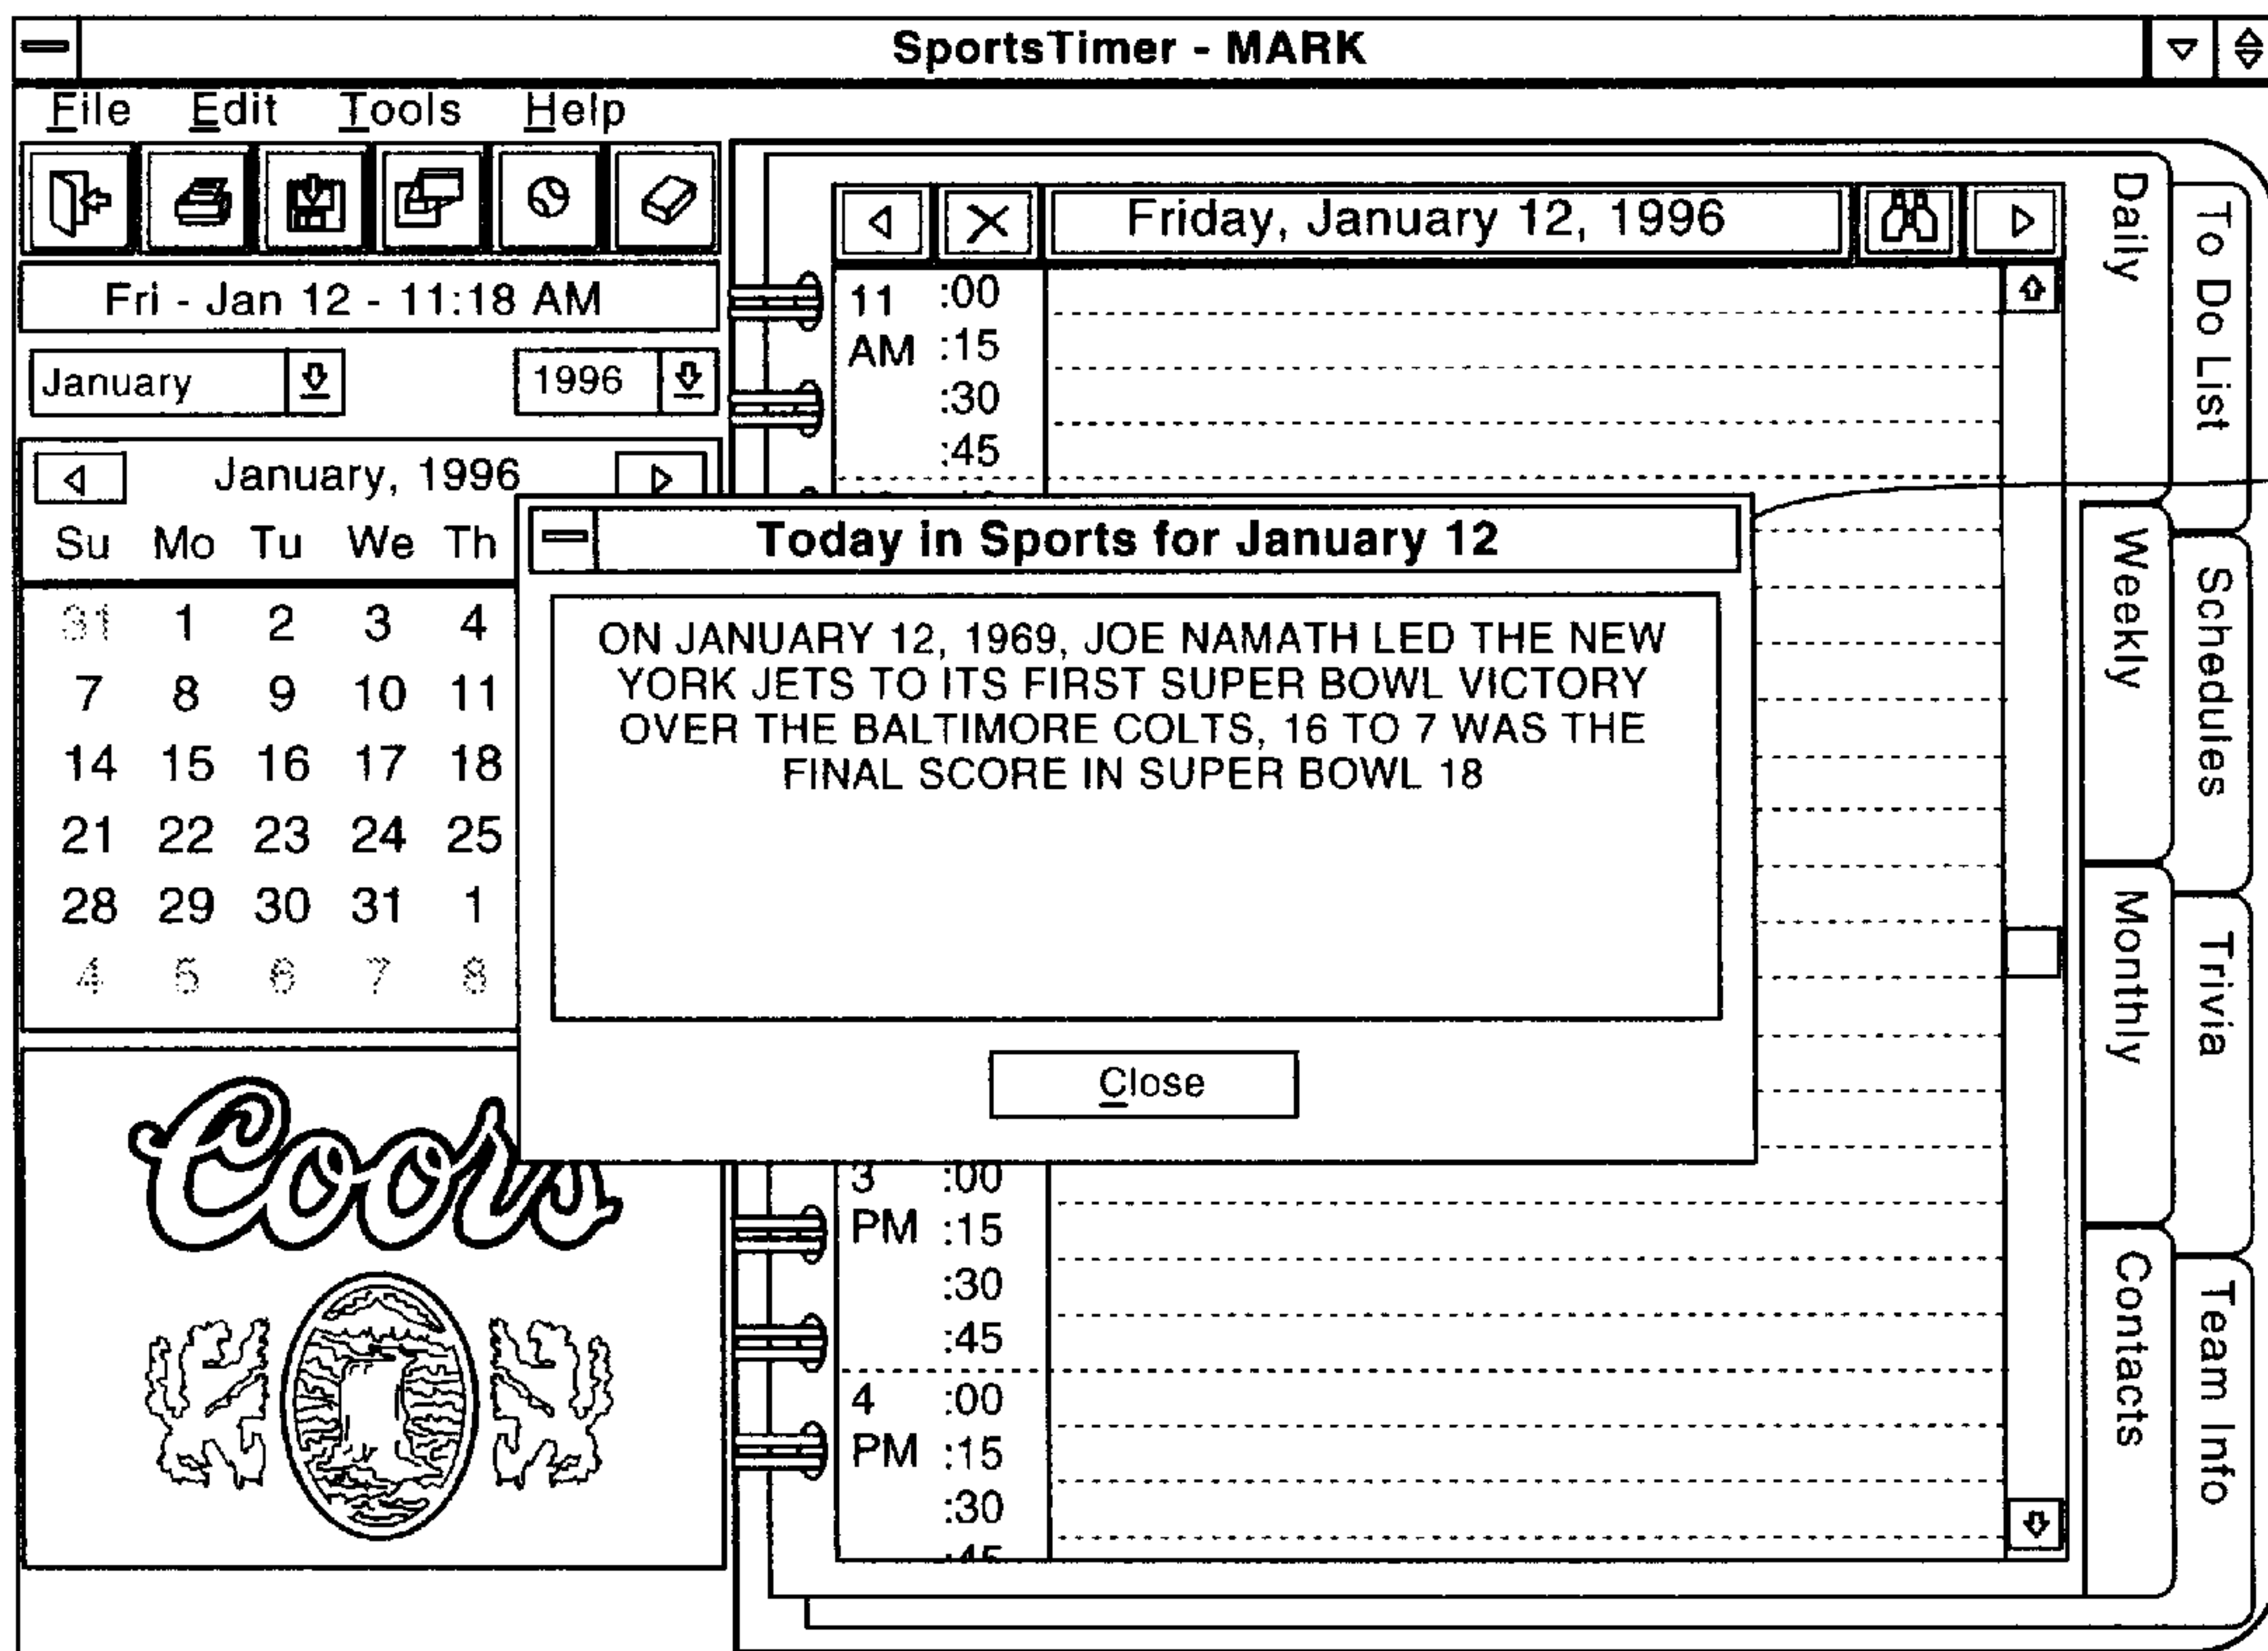 SportsTimer - MARK
File Edit Tools Help
Fri - Jan 12 - 11:18 AM
January 1996
January, 1996
Su Mo Tu We Th
31 1 2 3 4
7 8 9 10 11
14 15 16 17 18
21 22 23 24 25
28 29 30 31 1
4 5 6 7 8
Coors
Friday, January 12, 1996
11 :00
AM :15
:30
:45
Today in Sports for January 12
ON JANUARY 12, 1969, JOE NAMATH LED THE NEW
YORK JETS TO ITS FIRST SUPER BOWL VICTORY
OVER THE BALTIMORE COLTS, 16 TO 7 WAS THE
FINAL SCORE IN SUPER BOWL 18
Close
3 :00
PM :15
:30
:45
4 :00
PM :15
:30
:45
Daily
Weekly
Monthly
Contacts
To Do List
Schedules
Trivia
Team Info